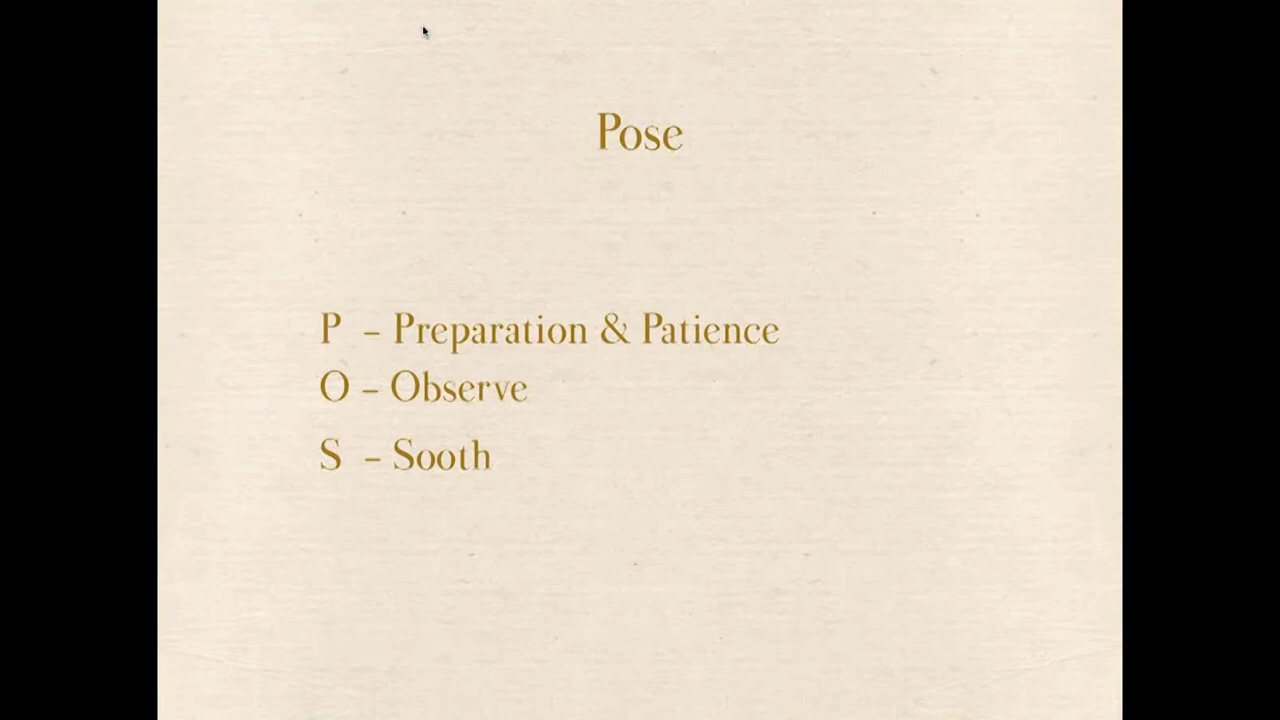 Pose
P – Preparation & Patience
O – Observe
S – Sooth